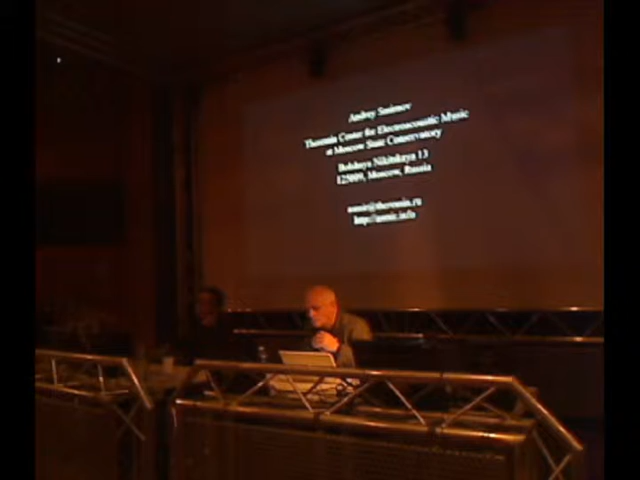 Andrey Smirnov
Theremin Center for Electroacoustic Music
at Moscow State Conservatory
Bolshaya Nikitskaya 13
125009, Moscow, Russia
asmir@theremin.ru
http://asmir.info